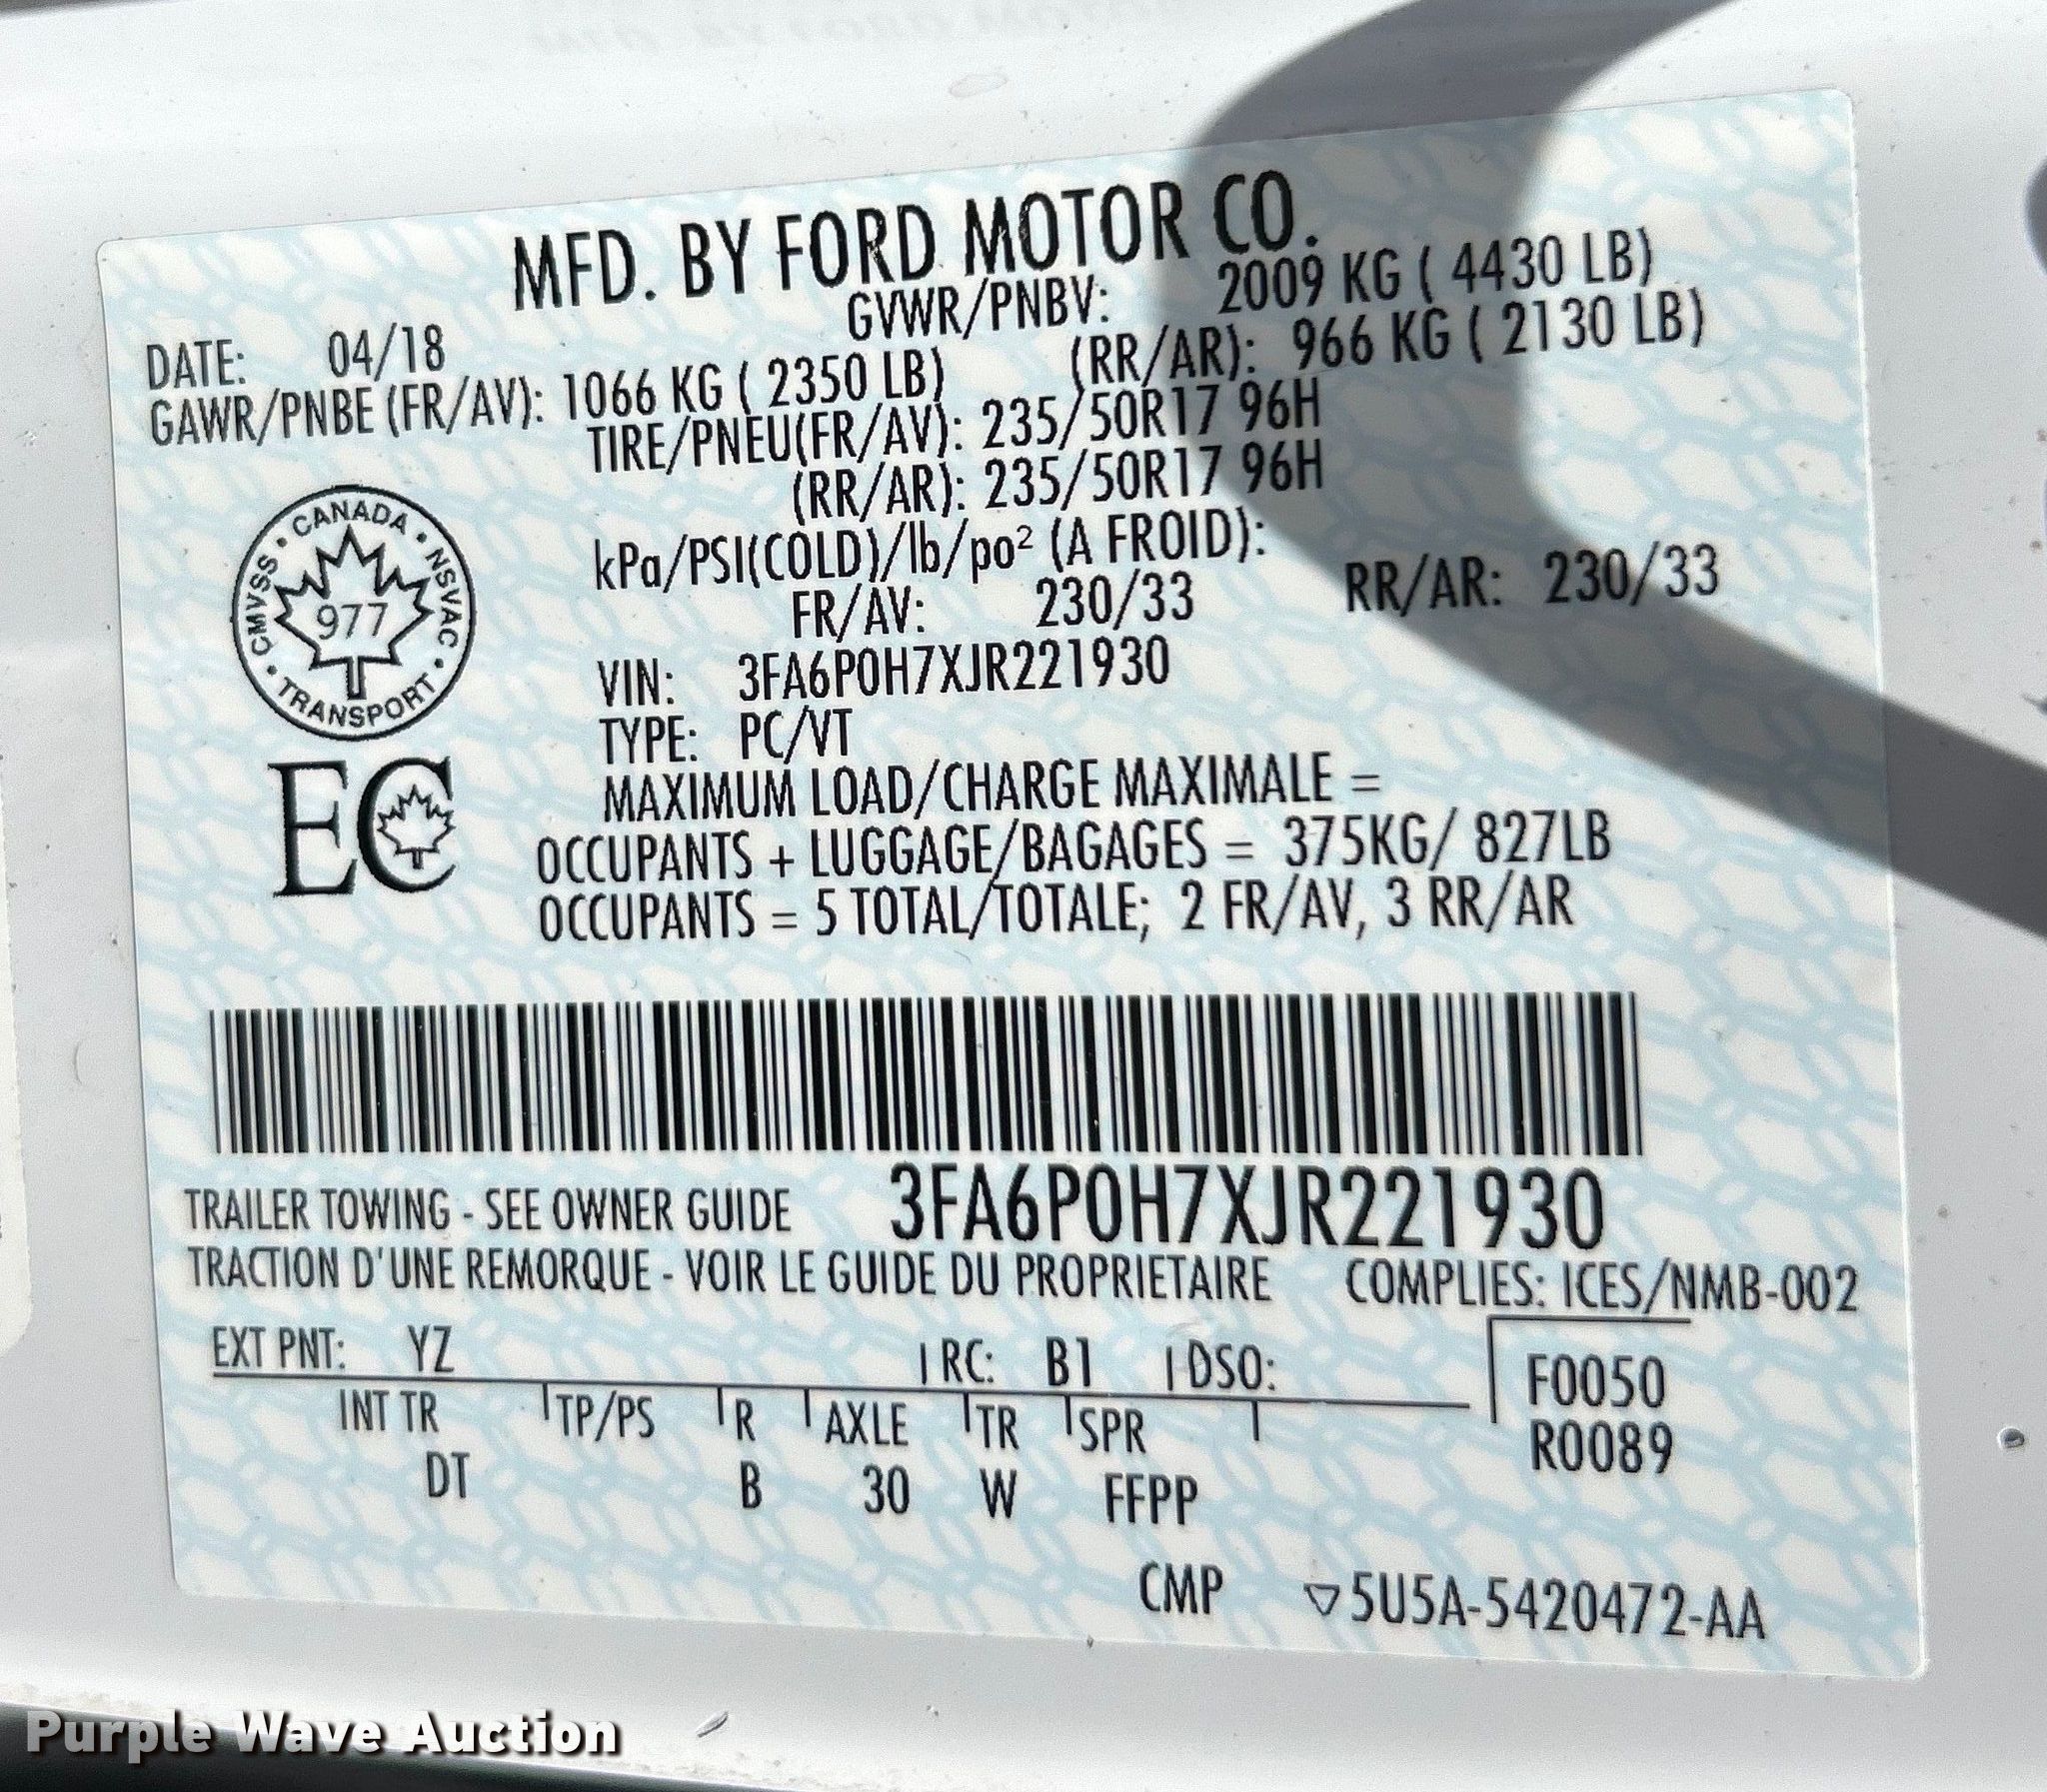 MFD. BY FORD MOTOR CO.
DATE: 04/18 GVWR/PNBV: 2009 KG ( 4430 LB)
GAWR/PNBE (FR/AV): 1066 KG ( 2350 LB) (RR/AR): 966 KG ( 2130 LB)
TIRE/PNEU(FR/AV): 235/50R17 96H
(RR/AR): 235/50R17 96H
kPa/PSI(COLD)/lb/po² (A FROID):
FR/AV: 230/33 RR/AR: 230/33
CANADA • NSVAC • TRANSPORT • CMVSS •
977
EC
VIN: 3FA6P0H7XJR221930
TYPE: PC/VT
MAXIMUM LOAD/CHARGE MAXIMALE =
OCCUPANTS + LUGGAGE/BAGAGES = 375KG/ 827LB
OCCUPANTS = 5 TOTAL/TOTALE; 2 FR/AV, 3 RR/AR
TRAILER TOWING - SEE OWNER GUIDE 3FA6P0H7XJR221930
TRACTION D'UNE REMORQUE - VOIR LE GUIDE DU PROPRIETAIRE COMPLIES: ICES/NMB-002
EXT PNT: YZ RC: B1 DSO: F0050
INT TR TP/PS R AXLE TR SPR R0089
DT B 30 W FFPP
CMP ▽5U5A-5420472-AA
Purple Wave Auction